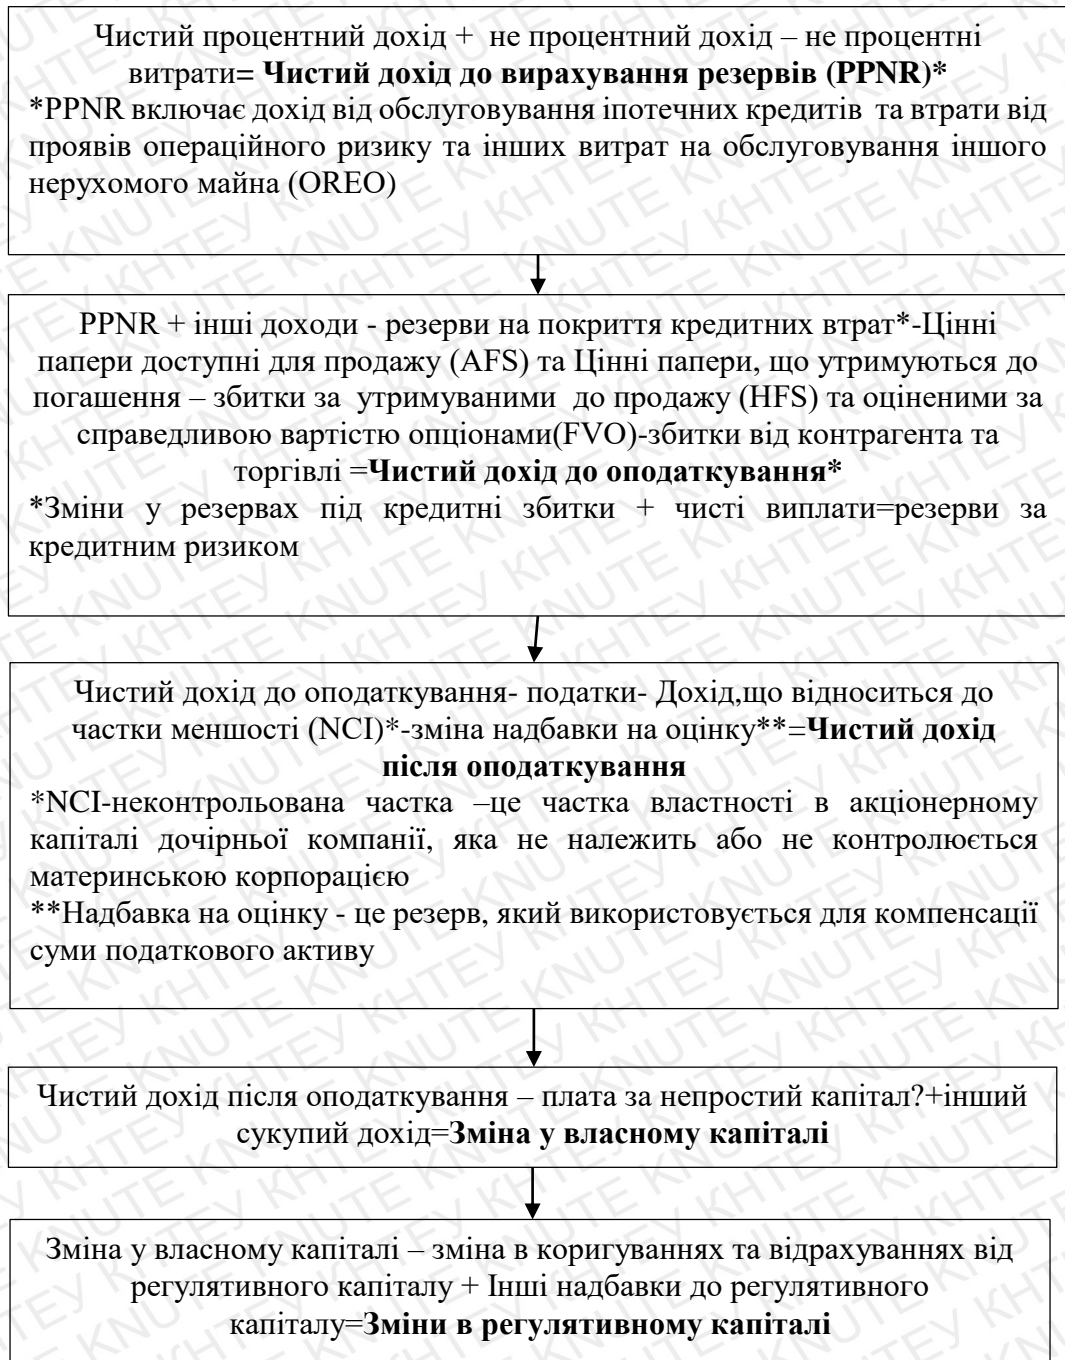 Чистий процентний дохід + не процентний дохід – не процентні
витрати= Чистий дохід до вирахування резервів (PPNR)*
*PPNR включає дохід від обслуговування іпотечних кредитів та втрати від
проявів операційного ризику та інших витрат на обслуговування іншого
нерухомого майна (OREO)
PPNR + інші доходи - резерви на покриття кредитних втрат*-Цінні
папери доступні для продажу (AFS) та Цінні папери, що утримуються до
погашення – збитки за утримуваними до продажу (HFS) та оціненими за
справедливою вартістю опціонами(FVO)-збитки від контрагента та
торгівлі =Чистий дохід до оподаткування*
*Зміни у резервах під кредитні збитки + чисті виплати=резерви за
кредитним ризиком
Чистий дохід до оподаткування- податки- Дохід,що відноситься до
частки меншості (NCI)*-зміна надбавки на оцінку**=Чистий дохід
після оподаткування
*NCI-неконтрольована частка –це частка власності в акціонерному
капіталі дочірньої компанії, яка не належить або не контролюється
материнською корпорацією
**Надбавка на оцінку - це резерв, який використовується для компенсації
суми податкового активу
Чистий дохід після оподаткування – плата за непростий капітал?+інший
сукупий дохід=Зміна у власному капіталі
Зміна у власному капіталі – зміна в коригуваннях та відрахуваннях від
регулятивного капіталу + Інші надбавки до регулятивного
капіталу=Зміни в регулятивному капіталі